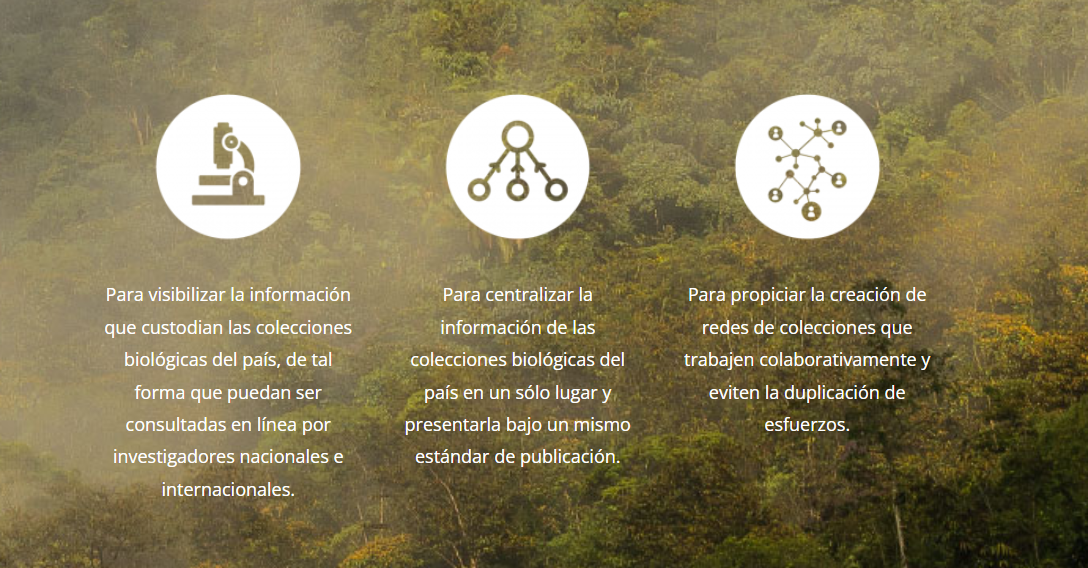 Para visibilizar la información
que custodian las colecciones
biológicas del país, de tal
forma que puedan ser
consultadas en línea por
investigadores nacionales e
internacionales.
Para centralizar la
información de las
colecciones biológicas del
país en un sólo lugar y
presentarla bajo un mismo
estándar de publicación.
Para propiciar la creación de
redes de colecciones que
trabajen colaborativamente y
eviten la duplicación de
esfuerzos.